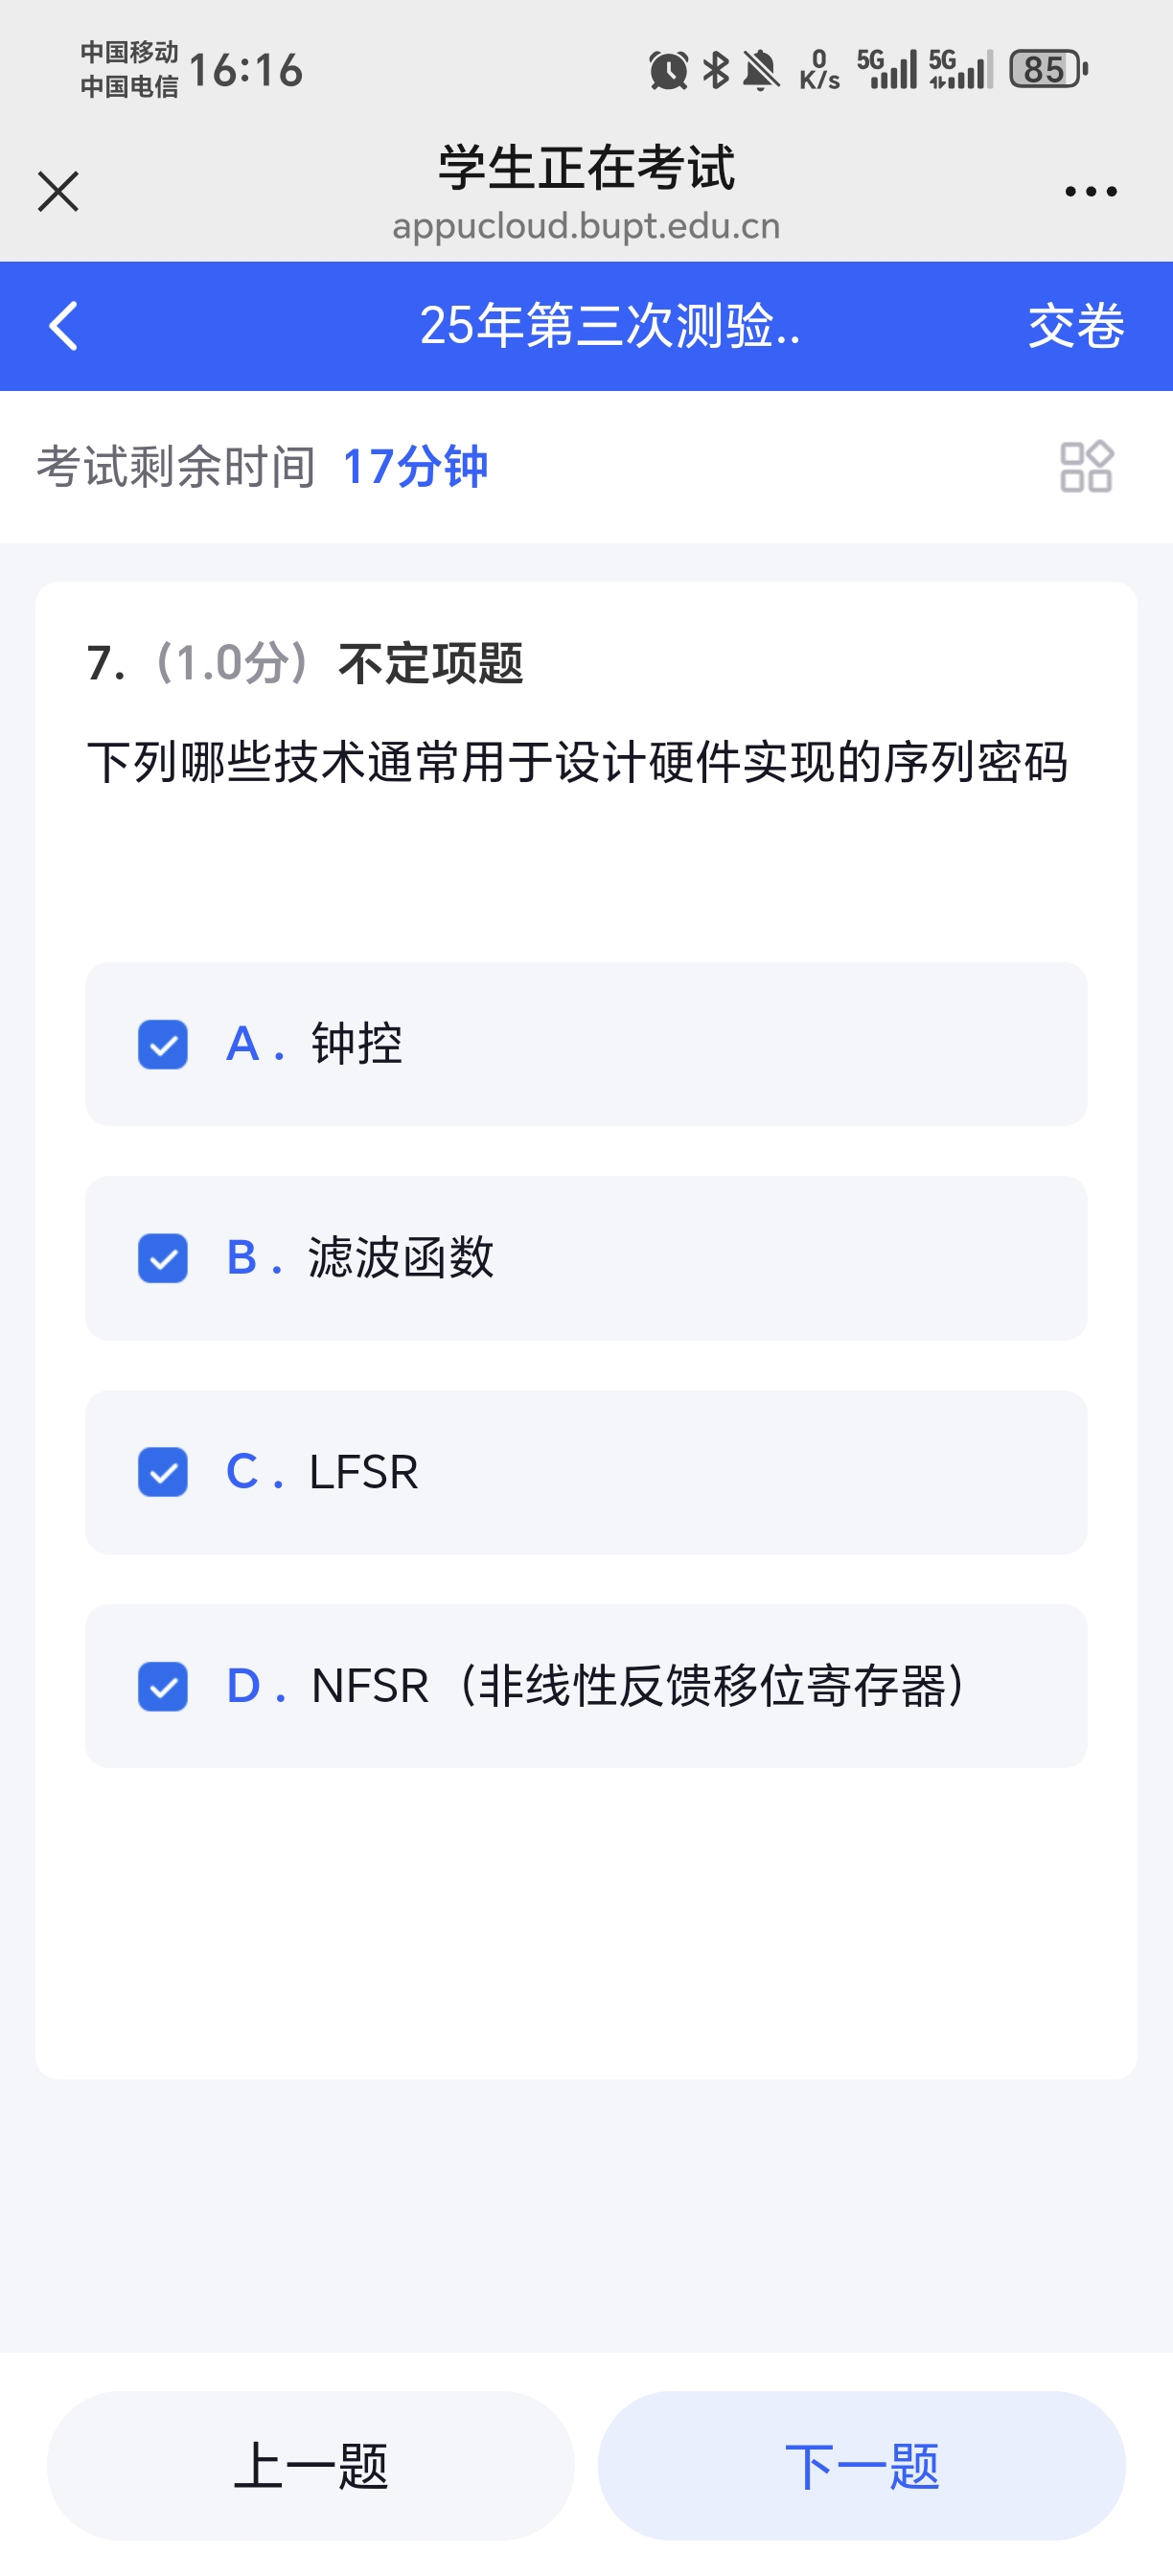 中国移动
中国电信
16:16
0
K/s
5G
5G
85
学生正在考试
appucloud.bupt.edu.cn
25年第三次测验..
交卷
考试剩余时间 17分钟
7.（1.0分）不定项题
下列哪些技术通常用于设计硬件实现的序列密码
A . 钟控
B . 滤波函数
C . LFSR
D . NFSR（非线性反馈移位寄存器）
上一题
下一题